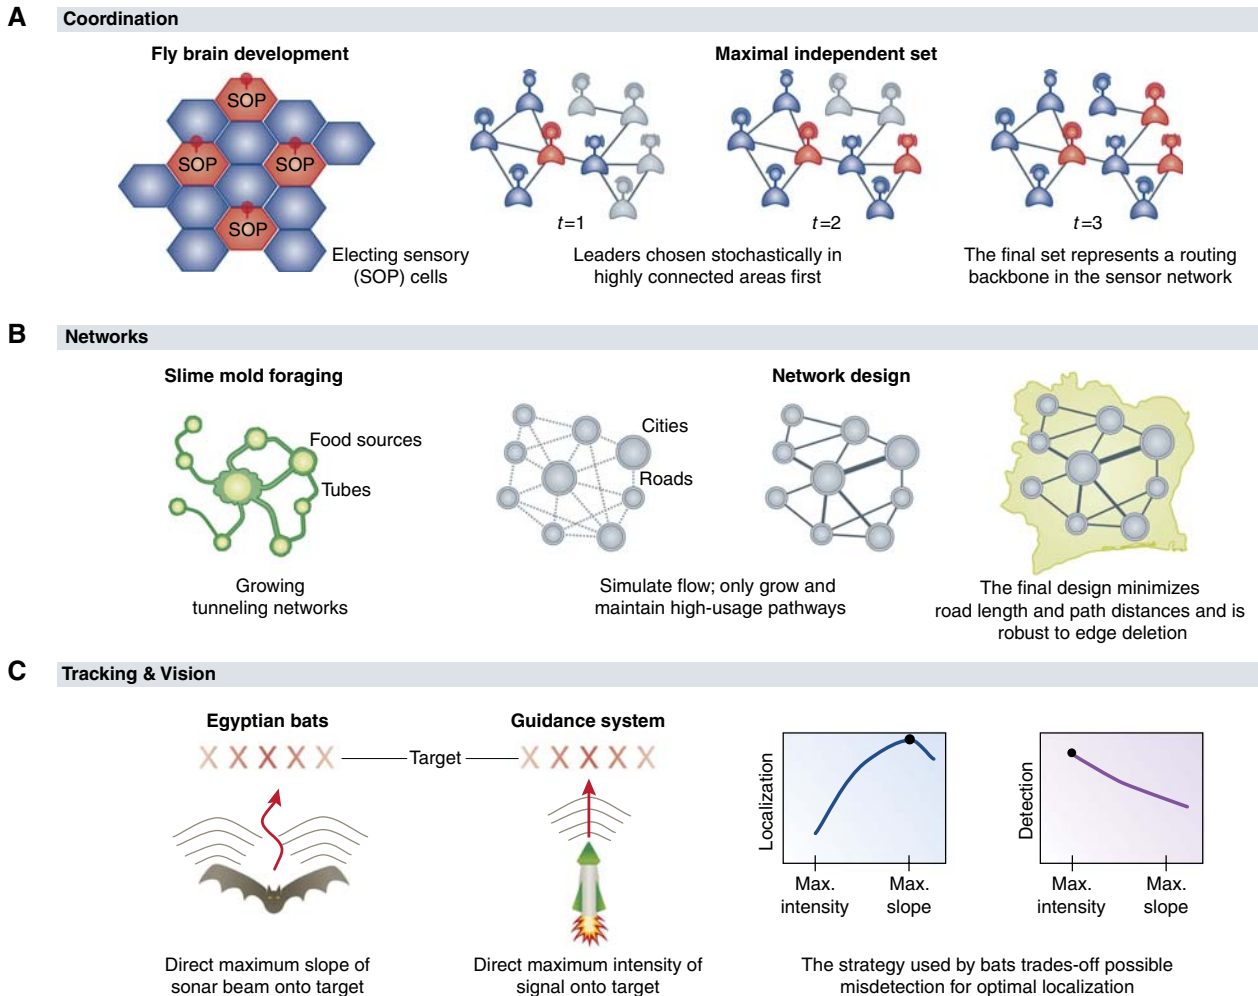 A
Coordination
Fly brain development
Maximal independent set
SOP
SOP
SOP
SOP
t=1
t=2
t=3
Electing sensory
(SOP) cells
Leaders chosen stochastically in
highly connected areas first
The final set represents a routing
backbone in the sensor network
B
Networks
Slime mold foraging
Network design
Food sources
Tubes
Cities
Roads
Growing
tunneling networks
Simulate flow; only grow and
maintain high-usage pathways
The final design minimizes
road length and path distances and is
robust to edge deletion
C
Tracking & Vision
Egyptian bats
Guidance system
X X X X X
Target
X X X X X
Localization
Max.
intensity
Max.
slope
Detection
Max.
intensity
Max.
slope
Direct maximum slope of
sonar beam onto target
Direct maximum intensity of
signal onto target
The strategy used by bats trades-off possible
misdetection for optimal localization